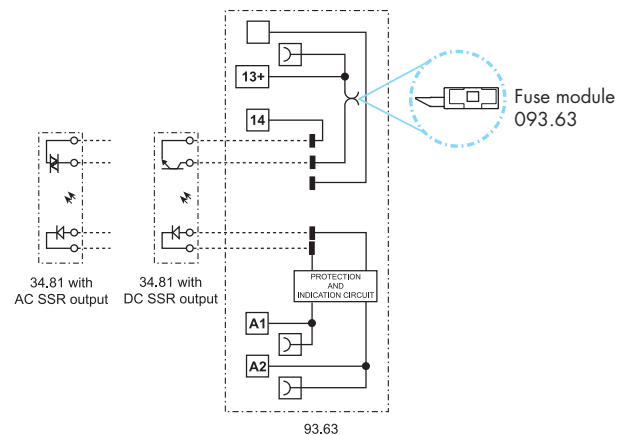 13+
14
Fuse module
093.63
34.81 with
AC SSR output
34.81 with
DC SSR output
PROTECTION
AND
INDICATION CIRCUIT
A1
A2
93.63